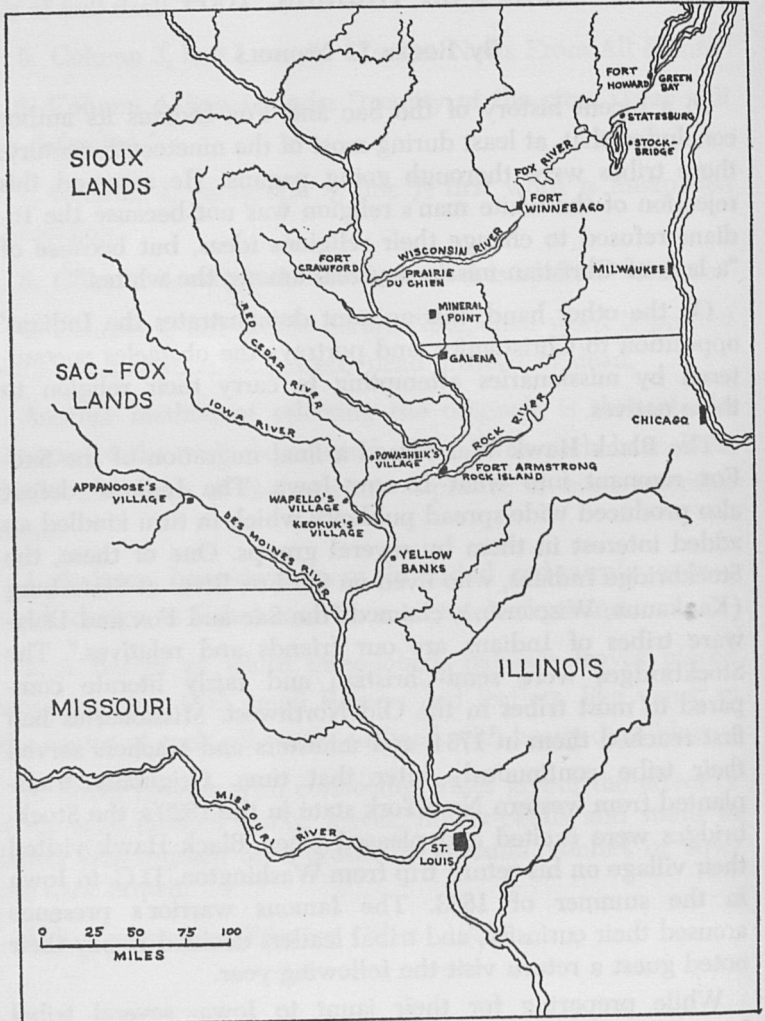 FORT
HOWARD
GREEN
BAY
STATESBURG
STOCK-
BRIDGE
SIOUX
LANDS
FOX RIVER
FORT
WINNEBAGO
WISCONSIN RIVER
FORT
CRAWFORD
PRAIRIE
DU CHIEN
MILWAUKEE
MINERAL
POINT
GALENA
RED CEDAR RIVER
SAC-FOX
LANDS
IOWA RIVER
ROCK RIVER
CHICAGO
POWASHEIK'S
VILLAGE
FORT ARMSTRONG
ROCK ISLAND
APPANOOSE'S
VILLAGE
WAPELLO'S
VILLAGE
KEOKUK'S
VILLAGE
DES MOINES RIVER
YELLOW
BANKS
ILLINOIS
MISSOURI
MISSOURI RIVER
ST.
LOUIS
0 25 50 75 100
MILES